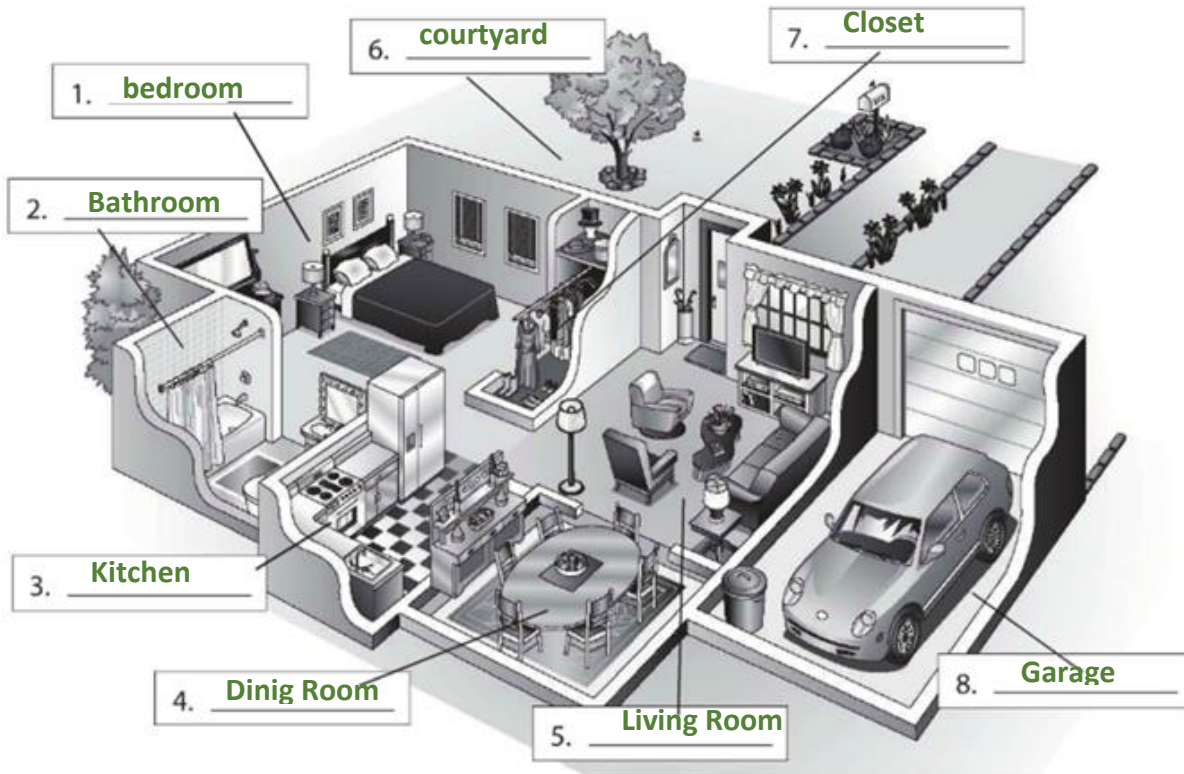 1. bedroom
2. Bathroom
3. Kitchen
4. Dinig Room
5. Living Room
6. courtyard
7. Closet
8. Garage